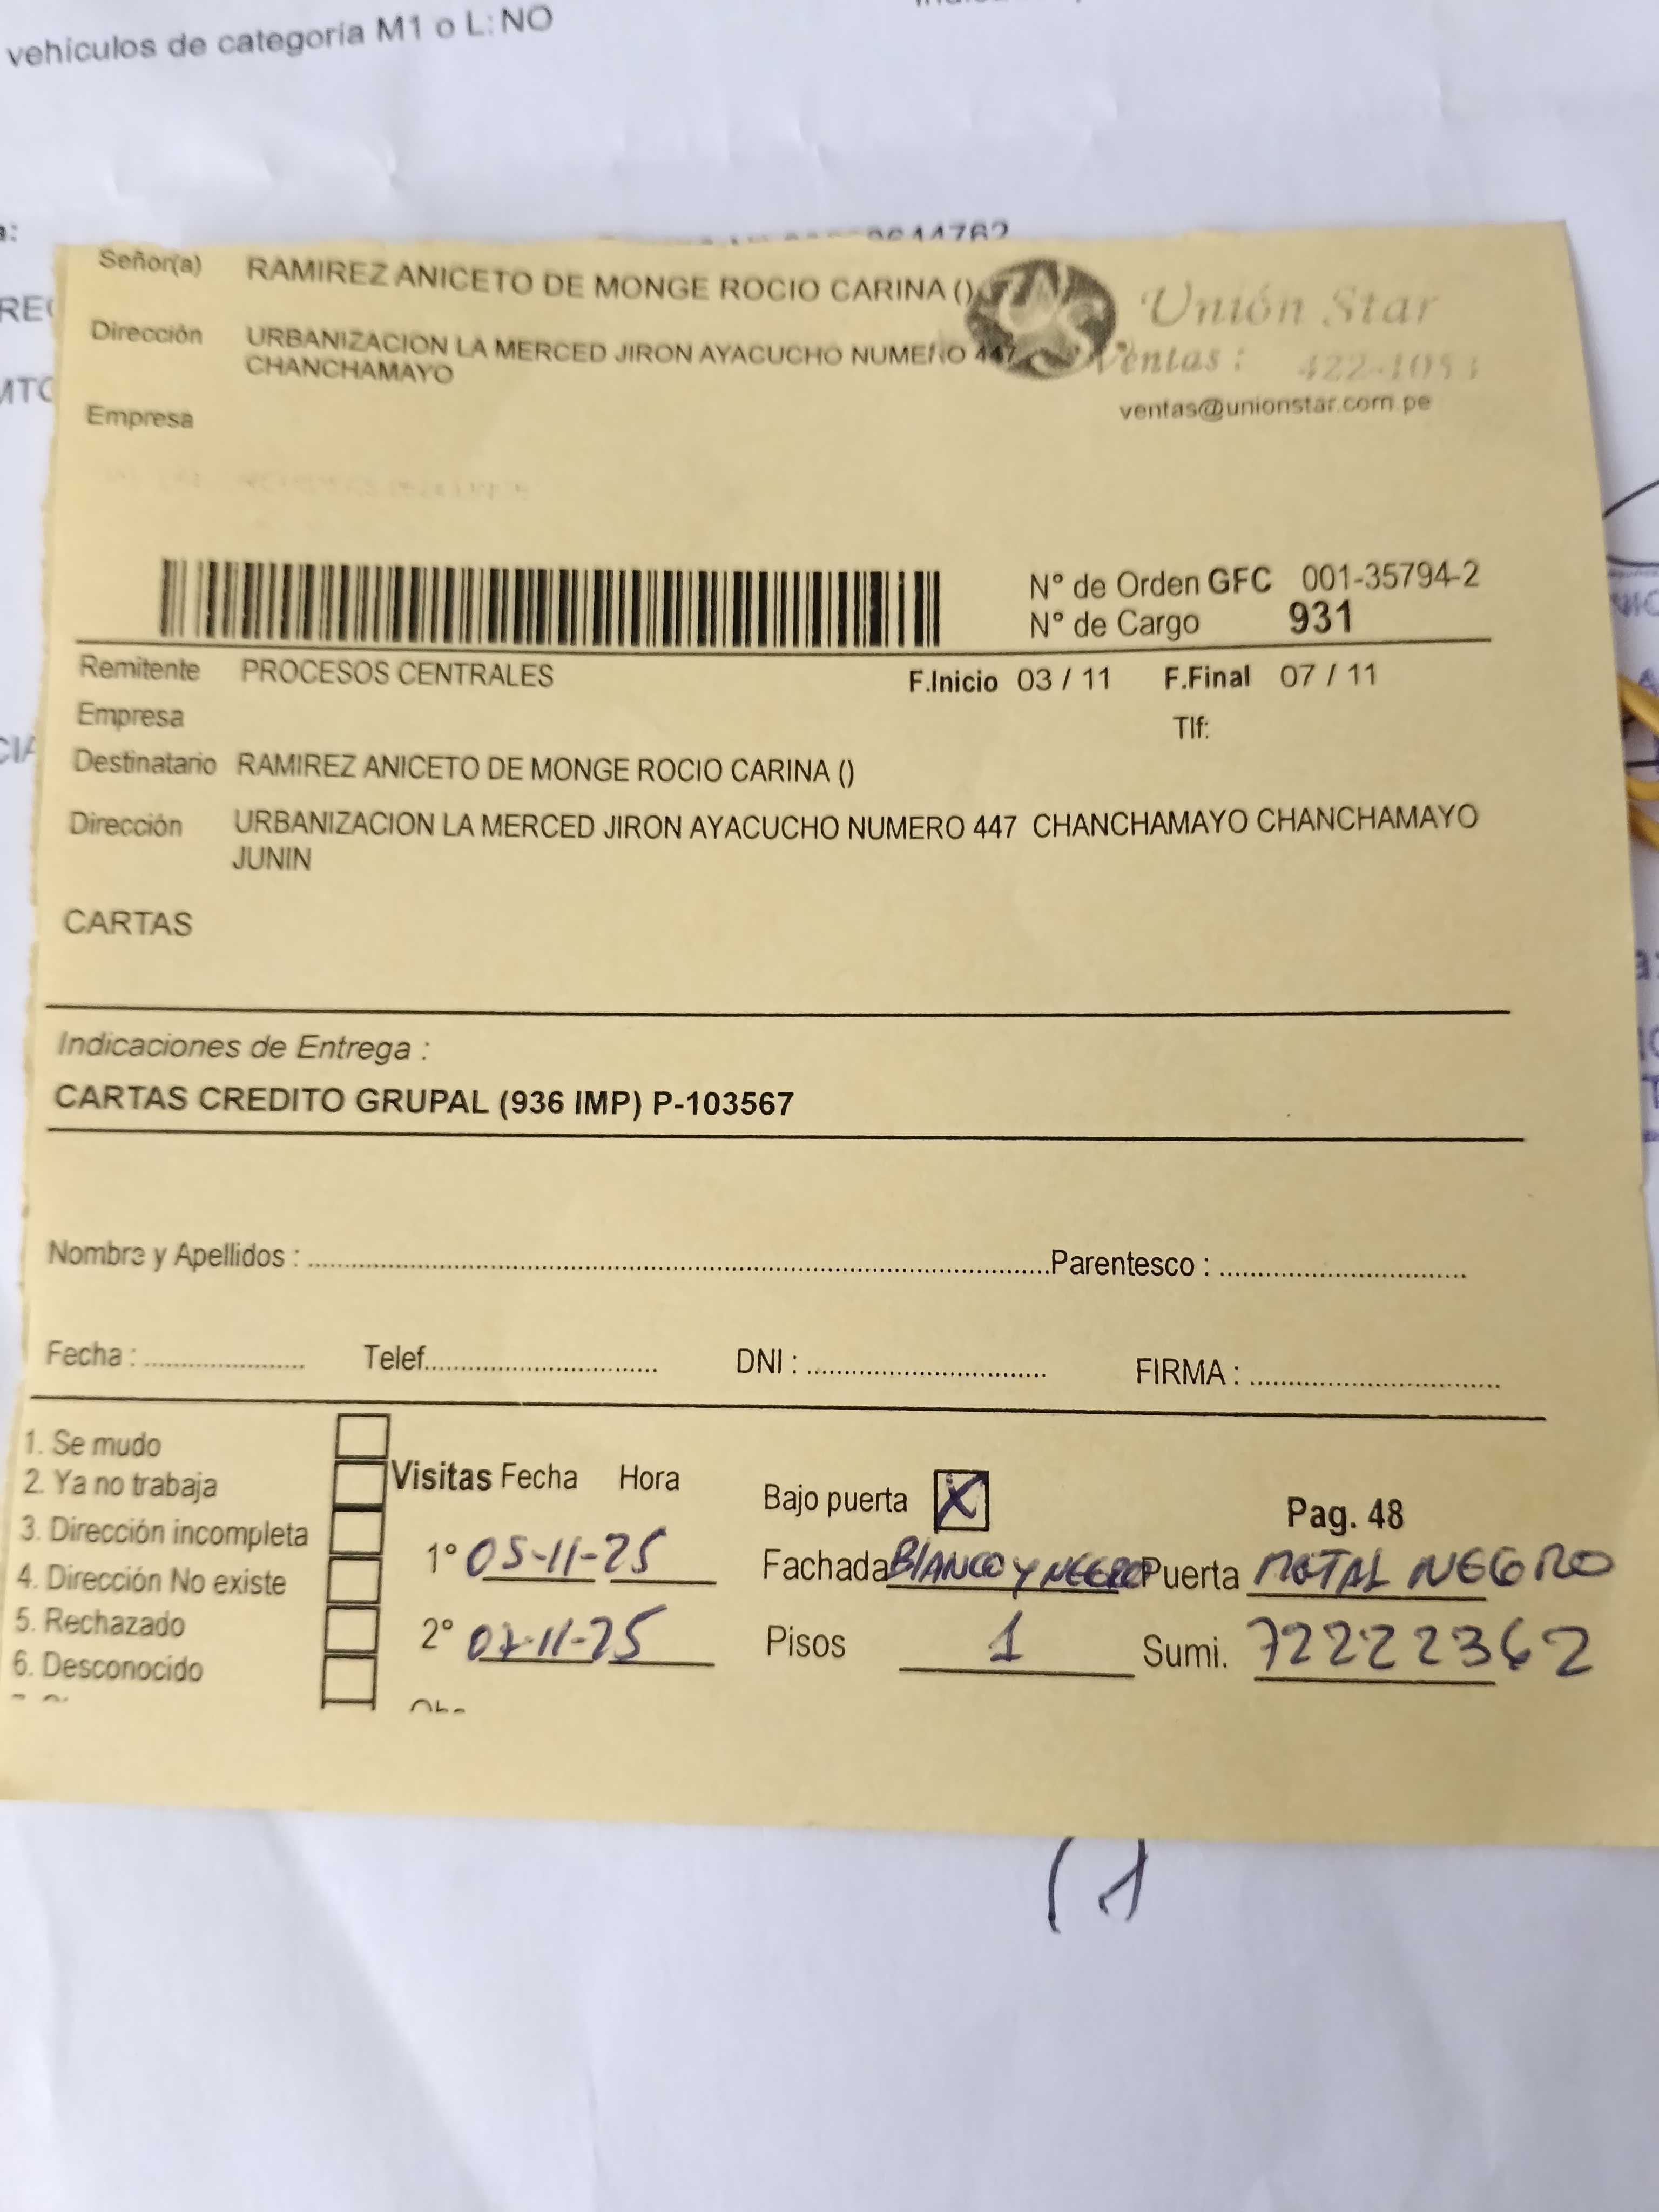 vehículos de categoría M1 o L: NO
Señor(a) RAMIREZ ANICETO DE MONGE ROCIO CARINA ()
Unión Star
Dirección URBANIZACION LA MERCED JIRON AYACUCHO NUMERO 447
CHANCHAMAYO
Ventas :
ventas@unionstar.com.pe
Empresa
N° de Orden GFC 001-35794-2
N° de Cargo 931
Remitente PROCESOS CENTRALES F.Inicio 03 / 11 F.Final 07 / 11
Empresa Tlf:
Destinatario RAMIREZ ANICETO DE MONGE ROCIO CARINA ()
Dirección URBANIZACION LA MERCED JIRON AYACUCHO NUMERO 447 CHANCHAMAYO CHANCHAMAYO
JUNIN
CARTAS
Indicaciones de Entrega :
CARTAS CREDITO GRUPAL (936 IMP) P-103567
Nombre y Apellidos : Parentesco :
Fecha : Telef. DNI : FIRMA :
1. Se mudo
2. Ya no trabaja
3. Dirección incompleta
4. Dirección No existe
5. Rechazado
6. Desconocido
Visitas Fecha Hora
1° 05-11-25
2° 07-11-25
Bajo puerta X
Pag. 48
Fachada BLANCO Y NEGRO Puerta METAL NEGRO
Pisos 1 Sumi. 72222362